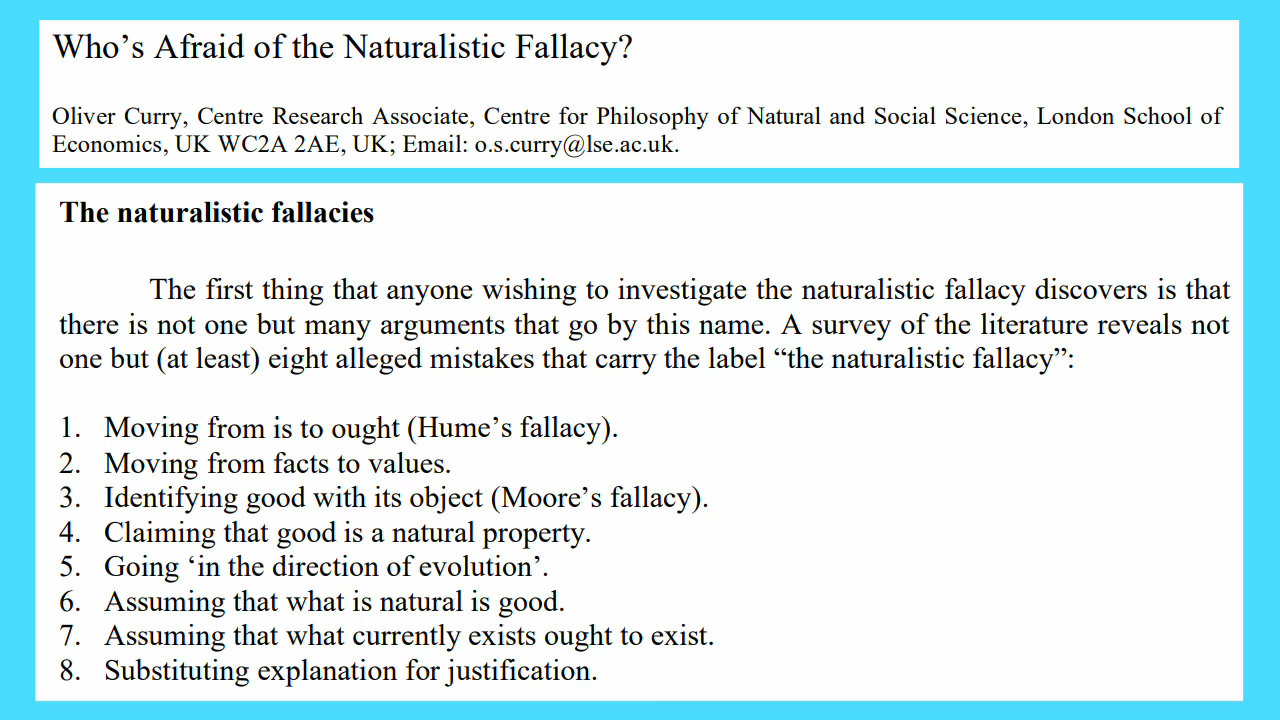 Who’s Afraid of the Naturalistic Fallacy?
Oliver Curry, Centre Research Associate, Centre for Philosophy of Natural and Social Science, London School of
Economics, UK WC2A 2AE, UK; Email: o.s.curry@lse.ac.uk.
The naturalistic fallacies
The first thing that anyone wishing to investigate the naturalistic fallacy discovers is that
there is not one but many arguments that go by this name. A survey of the literature reveals not
one but (at least) eight alleged mistakes that carry the label “the naturalistic fallacy”:
1. Moving from is to ought (Hume’s fallacy).
2. Moving from facts to values.
3. Identifying good with its object (Moore’s fallacy).
4. Claiming that good is a natural property.
5. Going ‘in the direction of evolution’.
6. Assuming that what is natural is good.
7. Assuming that what currently exists ought to exist.
8. Substituting explanation for justification.